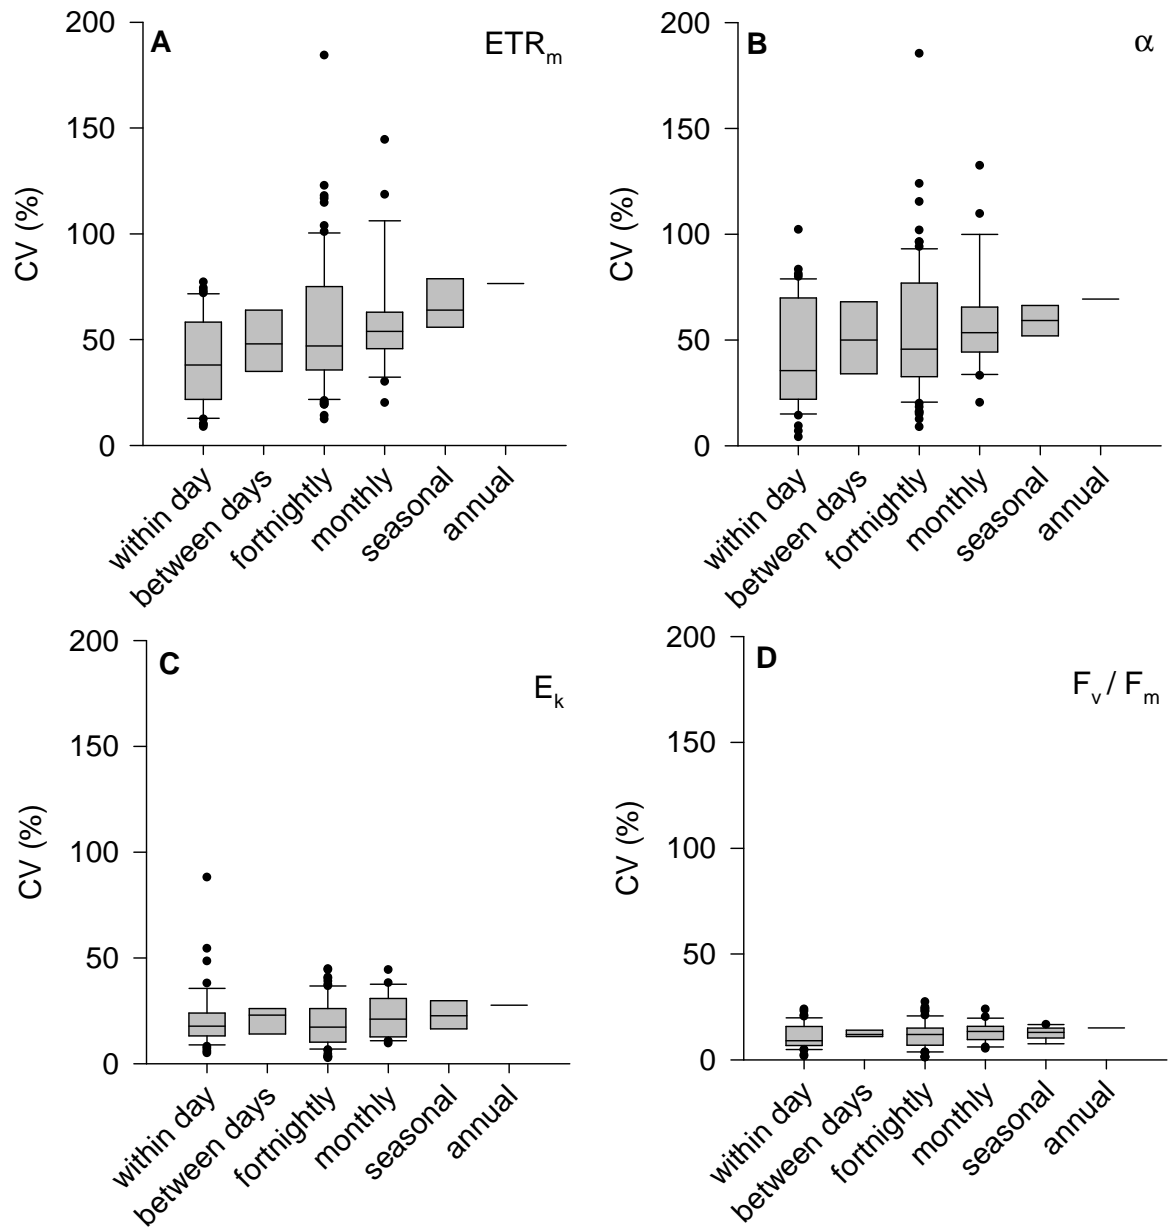 A
ETRm
CV (%)
200
150
100
50
0
within day
between days
fortnightly
monthly
seasonal
annual
B
α
CV (%)
200
150
100
50
0
within day
between days
fortnightly
monthly
seasonal
annual
C
Ek
CV (%)
200
150
100
50
0
within day
between days
fortnightly
monthly
seasonal
annual
D
Fv / Fm
CV (%)
200
150
100
50
0
within day
between days
fortnightly
monthly
seasonal
annual